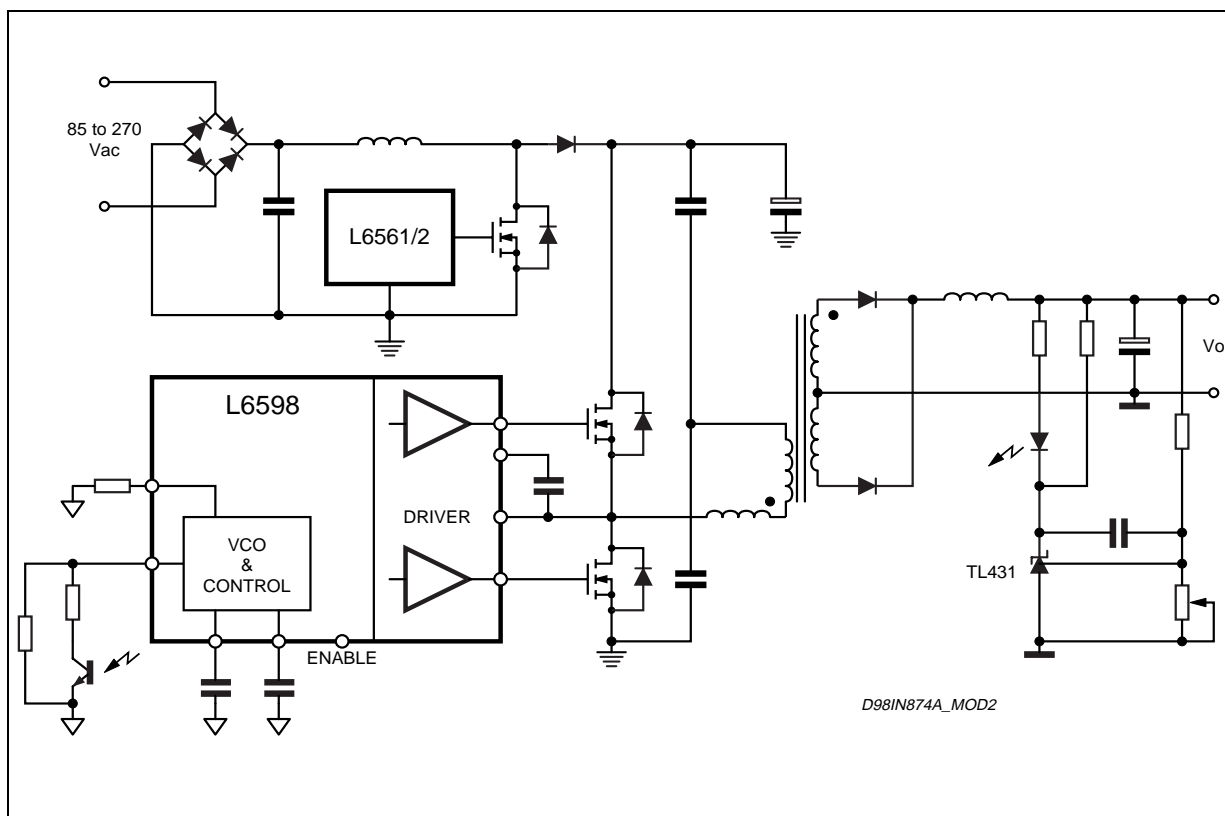 85 to 270
Vac
L6561/2
Vo
L6598
DRIVER
VCO
&
CONTROL
TL431
ENABLE
D98IN874A_MOD2